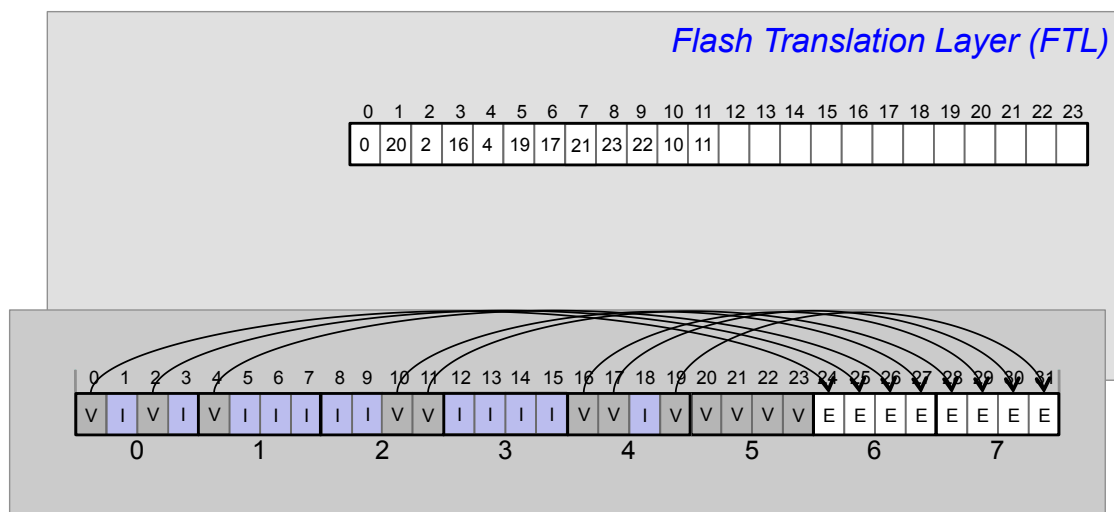 Flash Translation Layer (FTL)
0 1 2 3 4 5 6 7 8 9 10 11 12 13 14 15 16 17 18 19 20 21 22 23
0 20 2 16 4 19 17 21 23 22 10 11
0 1 2 3 4 5 6 7 8 9 10 11 12 13 14 15 16 17 18 19 20 21 22 23 24 25 26 27 28 29 30 31
V I V I V I I I I I V V I I I I V V I V V V V V E E E E E E E E
0 1 2 3 4 5 6 7